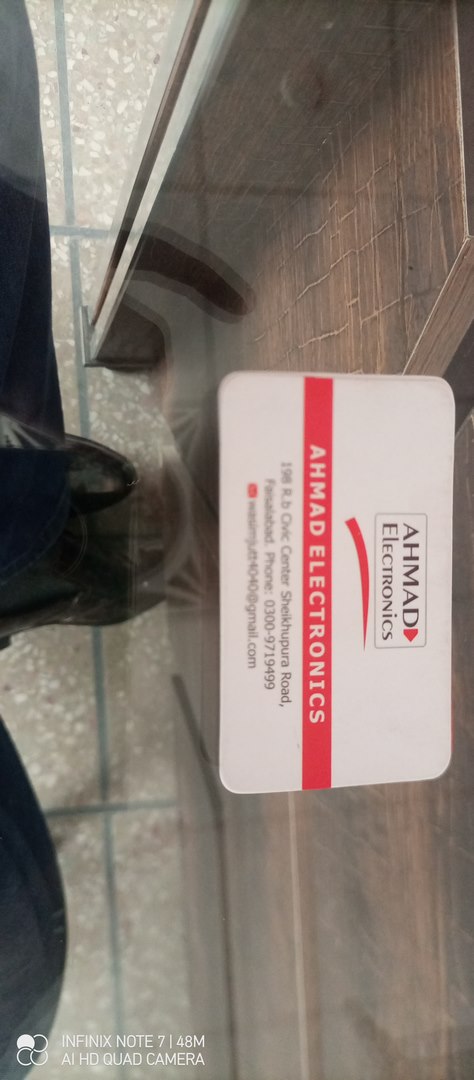 AHMAD
ELECTRONICS
AHMAD ELECTRONICS
198 R.b Civic Center Sheikhupura Road,
Faisalabad. Phone: 0300-9719499
wasimjutt4040@gmail.com
INFINIX NOTE 7 | 48M
AI HD QUAD CAMERA